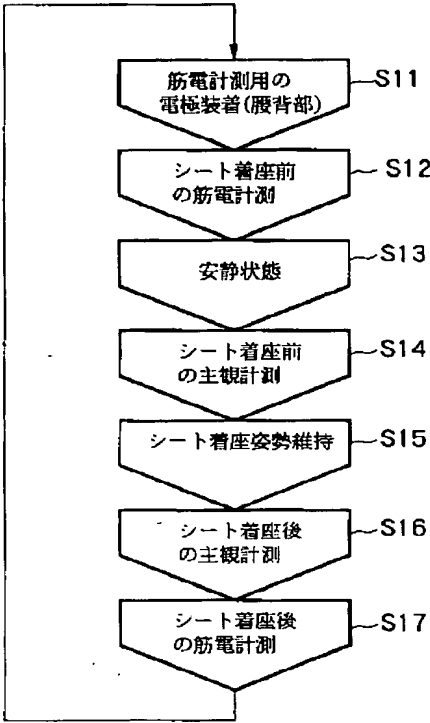 筋電計測用の
電極装着(腰背部)
S11
シート着座前
の筋電計測
S12
安静状態
S13
シート着座前
の主観計測
S14
シート着座姿勢維持
S15
シート着座後
の主観計測
S16
シート着座後
の筋電計測
S17